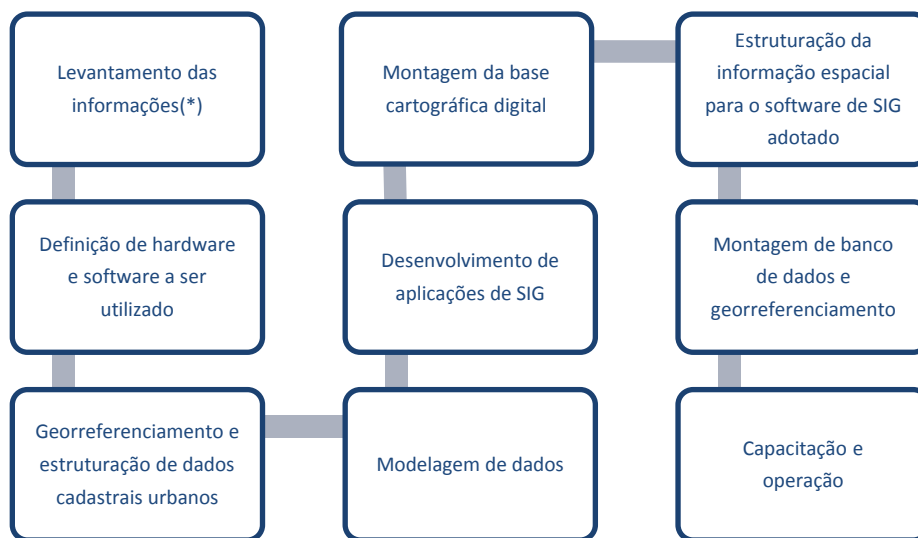 Levantamento das
informações(*)
Definição de hardware
e software a ser
utilizado
Georreferenciamento e
estruturação de dados
cadastrais urbanos
Modelagem de dados
Desenvolvimento de
aplicações de SIG
Montagem da base
cartográfica digital
Estruturação da
informação espacial
para o software de SIG
adotado
Montagem de banco
de dados e
georreferenciamento
Capacitação e
operação